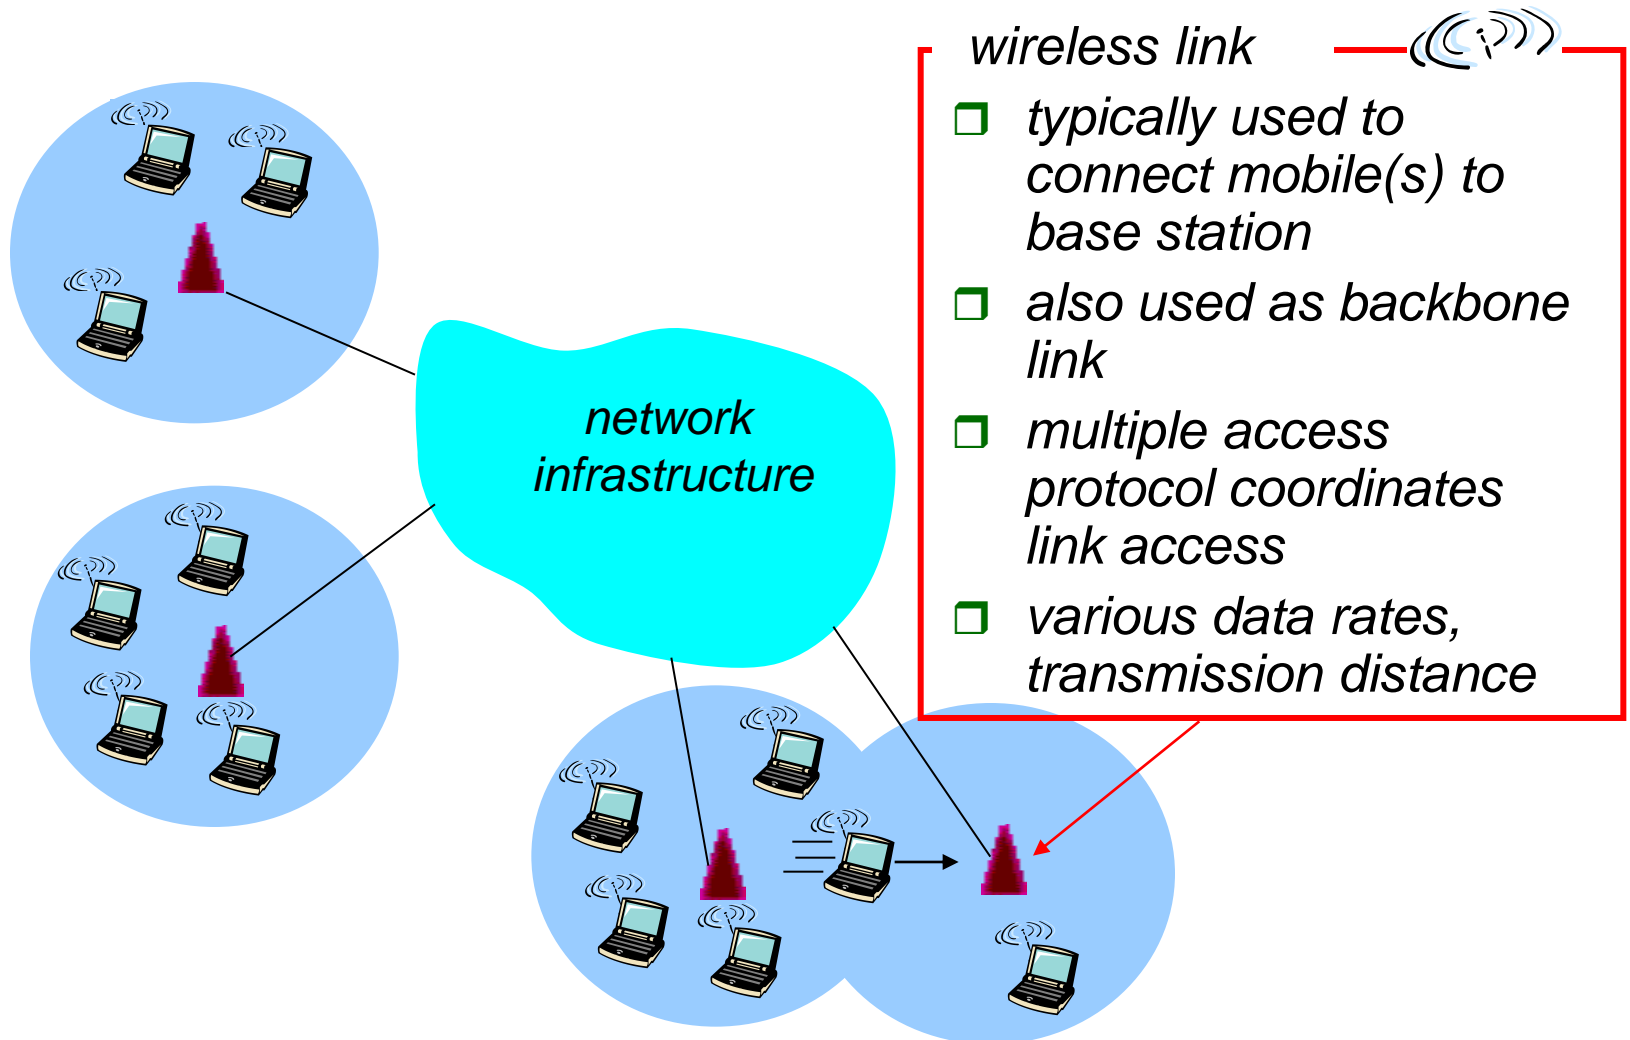 wireless link
typically used to
connect mobile(s) to
base station
also used as backbone
link
multiple access
protocol coordinates
link access
various data rates,
transmission distance
network
infrastructure